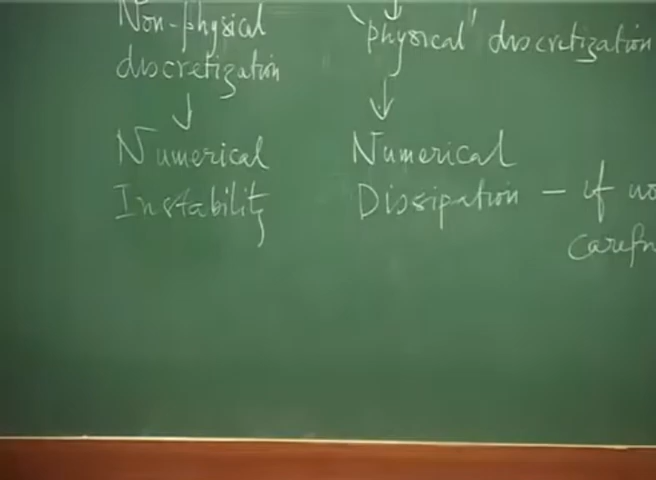 Non-physical
discretization
↓
Numerical
Instability
↓
'physical' discretization
↓
Numerical
Dissipation – if